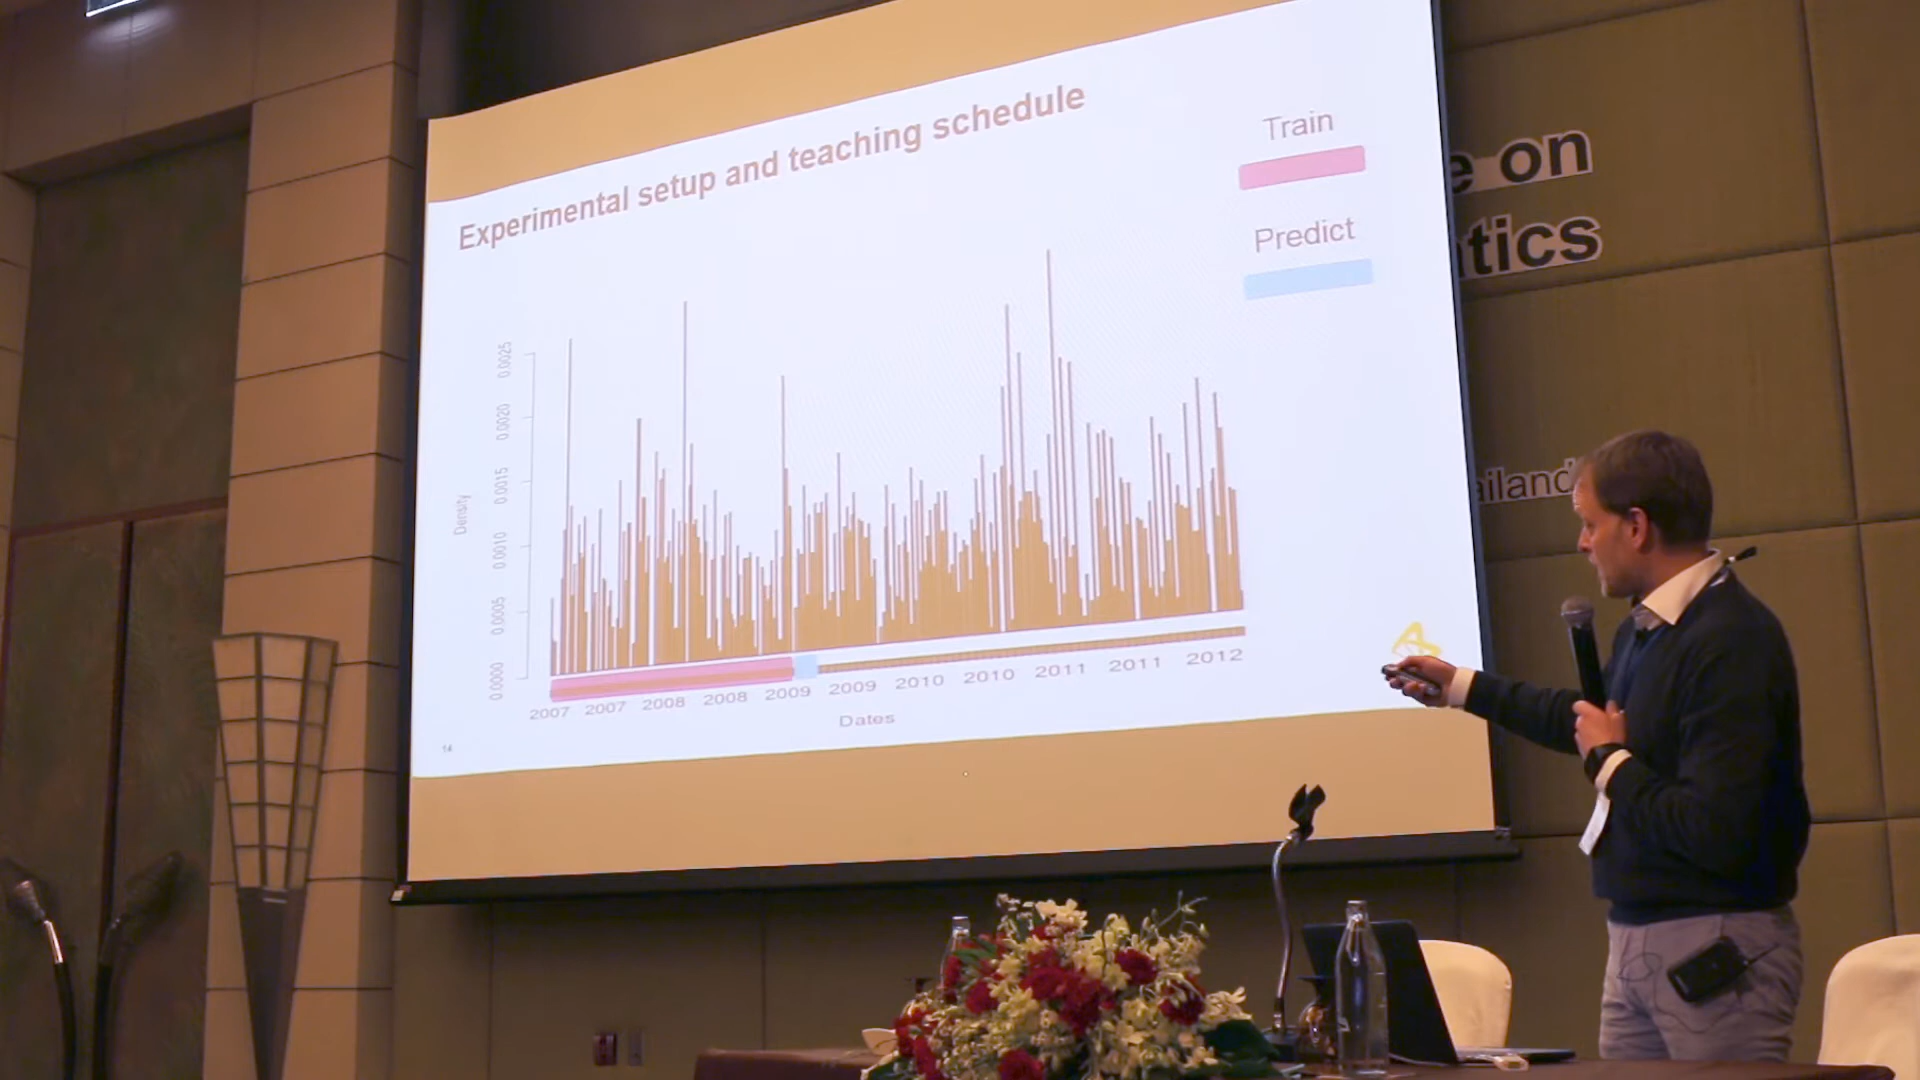 Experimental setup and teaching schedule
Train
Predict
0.0025
0.0020
0.0015
0.0010
0.0005
0.0000
Density
2007 2007 2008 2008 2009 2009 2010 2010 2011 2011 2012
Dates
14
e on
tics
ailand